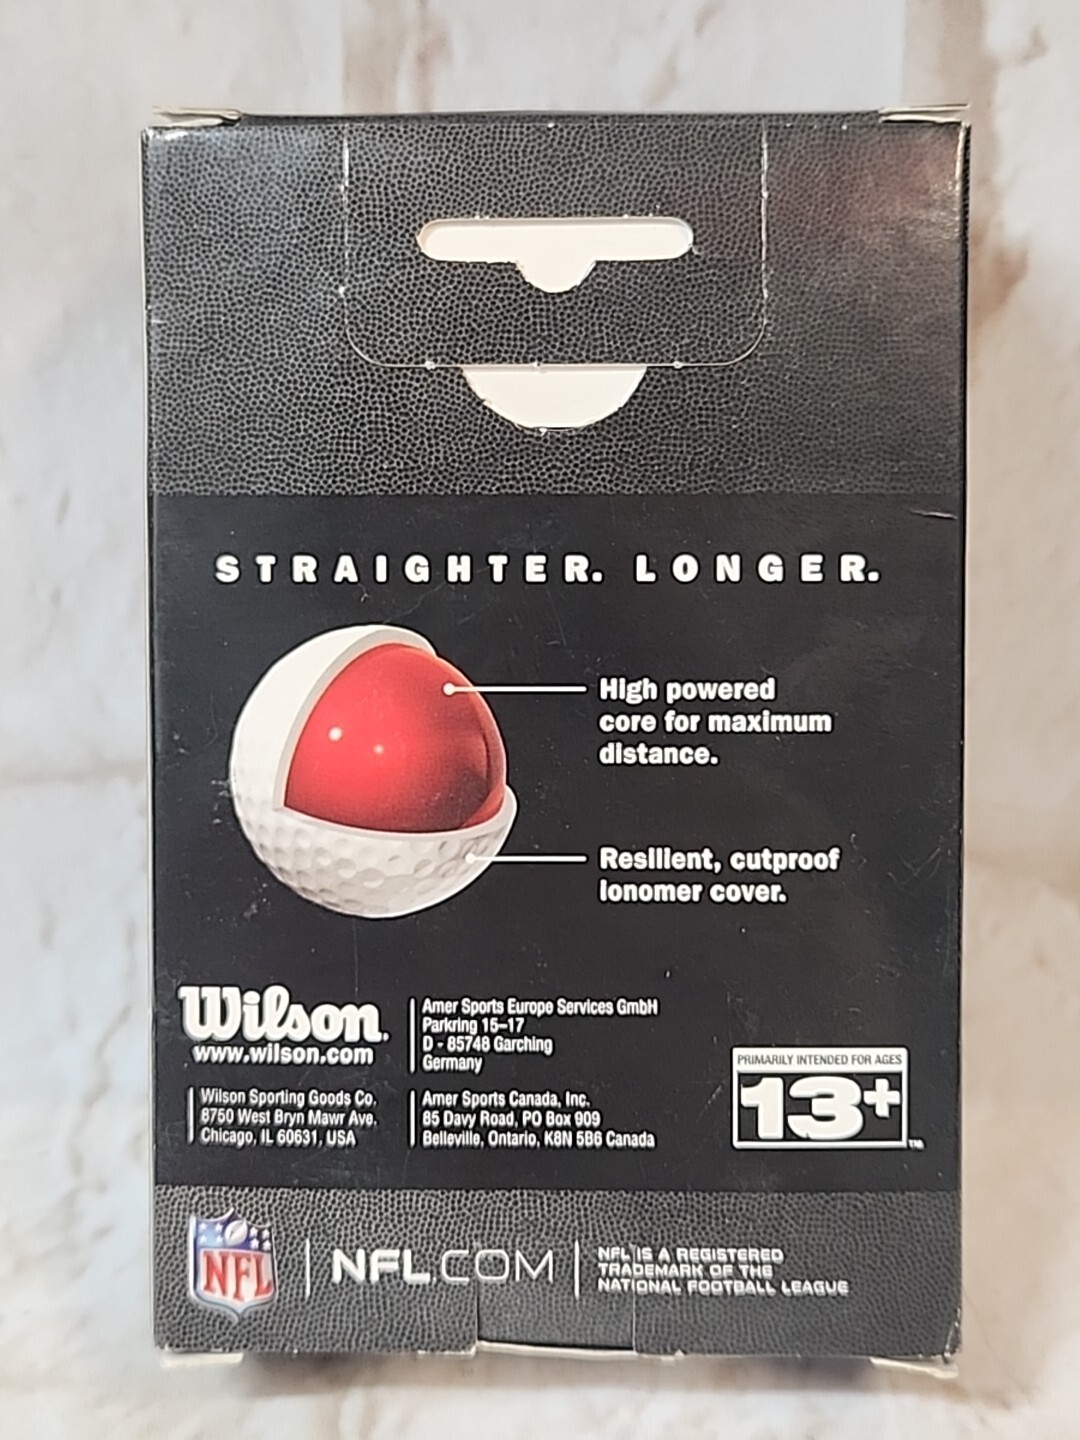 STRAIGHTER. LONGER.
High powered
core for maximum
distance.
Resilient, cutproof
ionomer cover.
Wilson.
www.wilson.com
Amer Sports Europe Services GmbH
Parkring 15–17
D - 85748 Garching
Germany
Wilson Sporting Goods Co.
8750 West Bryn Mawr Ave.
Chicago, IL 60631, USA
Amer Sports Canada, Inc.
85 Davy Road, PO Box 909
Belleville, Ontario, K8N 5B6 Canada
PRIMARILY INTENDED FOR AGES
13+
TM
NFL
NFL.COM
NFL IS A REGISTERED
TRADEMARK OF THE
NATIONAL FOOTBALL LEAGUE